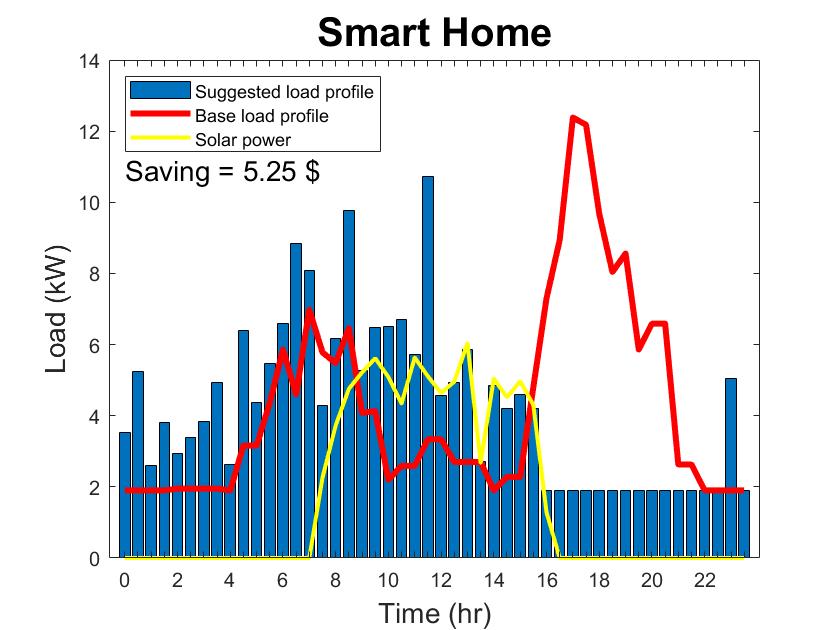 Smart Home
14
12
10
8
6
4
2
0
Load (kW)
Suggested load profile
Base load profile
Solar power
Saving = 5.25 $
0 2 4 6 8 10 12 14 16 18 20 22
Time (hr)